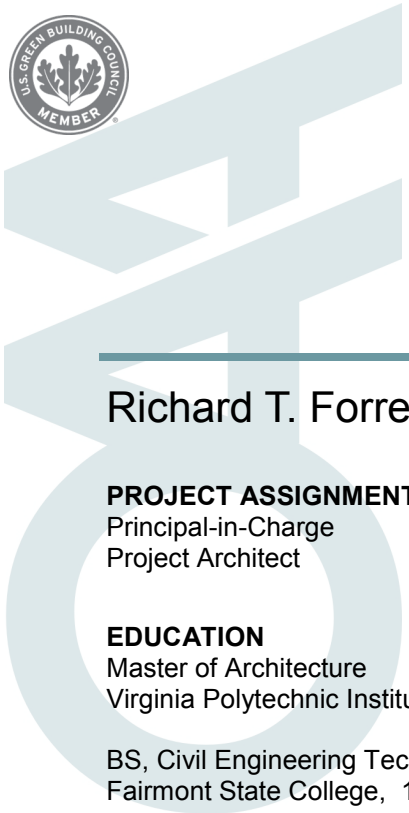 U.S. GREEN BUILDING COUNCIL
MEMBER
Richard T. Forre
PROJECT ASSIGNMENT
Principal-in-Charge
Project Architect
EDUCATION
Master of Architecture
Virginia Polytechnic Institu
BS, Civil Engineering Tec
Fairmont State College, 1